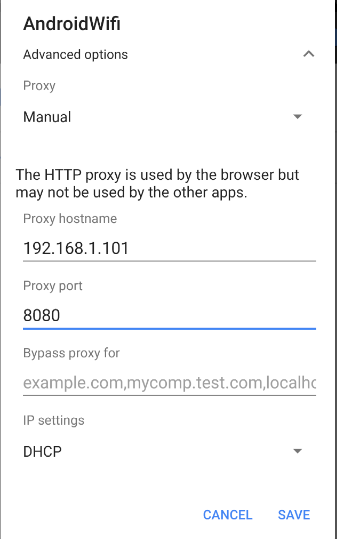 AndroidWifi
Advanced options
Proxy
Manual
The HTTP proxy is used by the browser but
may not be used by the other apps.
Proxy hostname
192.168.1.101
Proxy port
8080
Bypass proxy for
example.com,mycomp.test.com,localho
IP settings
DHCP
CANCEL SAVE